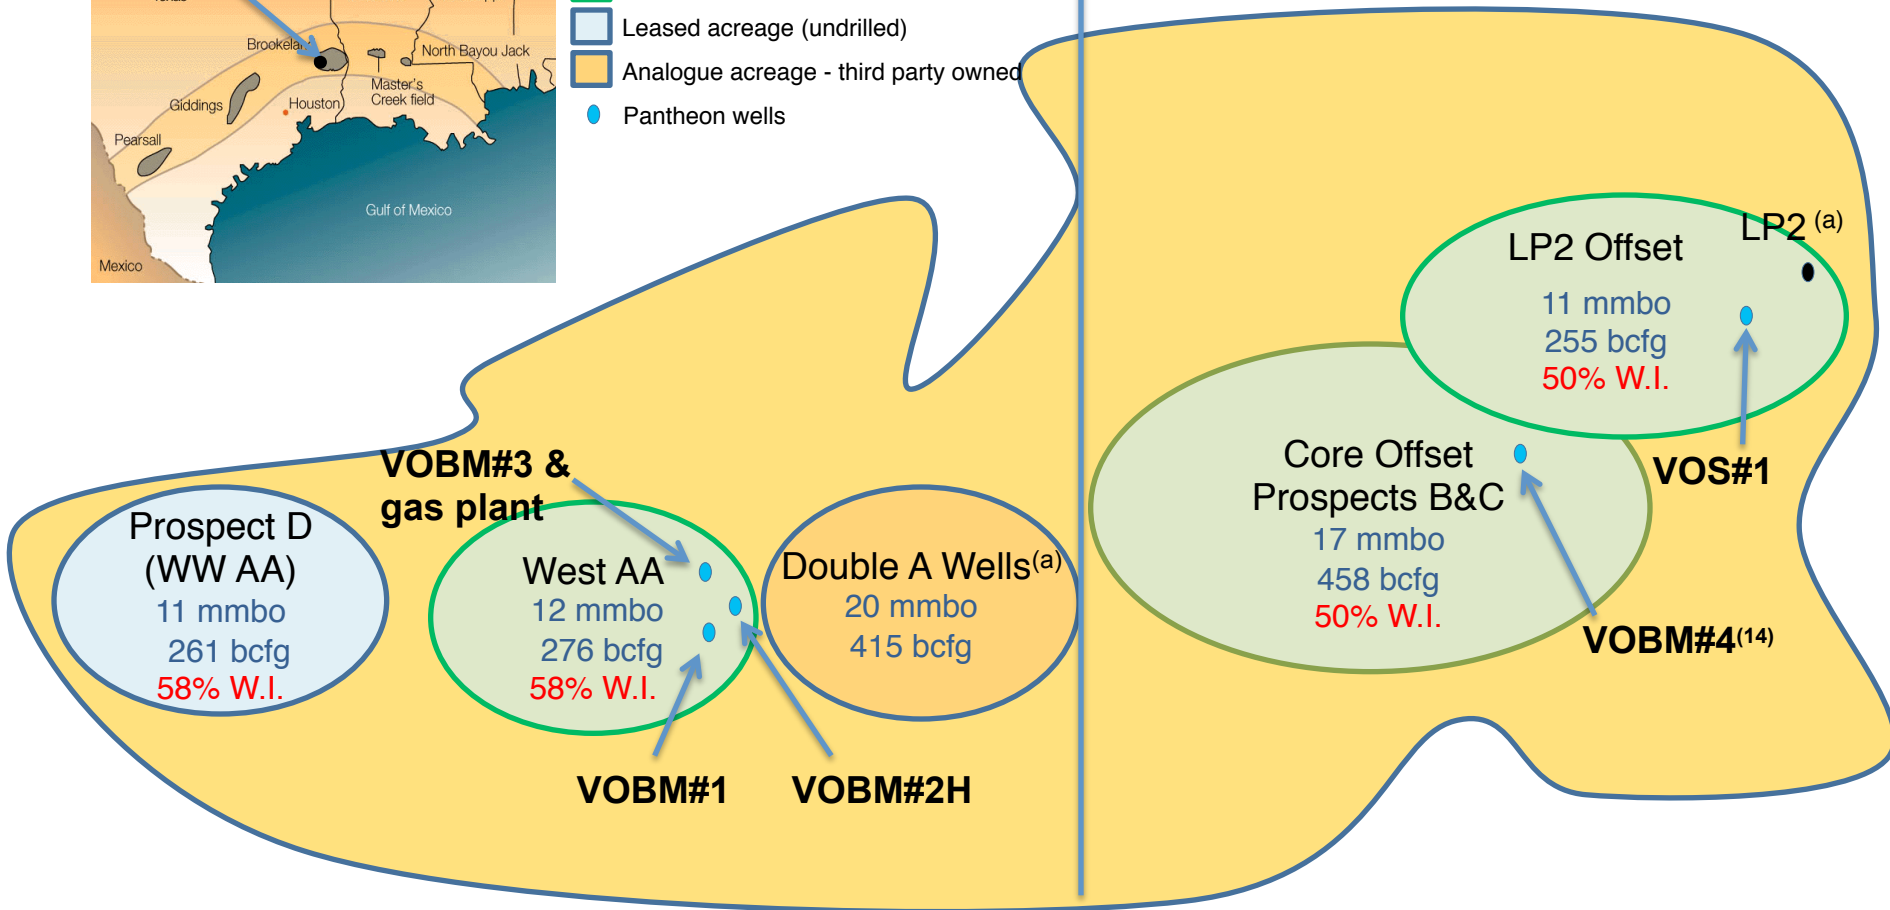 Brookeland
North Bayou Jack
Master's
Creek field
Giddings
Houston
Pearsall
Gulf of Mexico
Mexico
Leased acreage (undrilled)
Analogue acreage - third party owned
Pantheon wells
LP2 (a)
LP2 Offset
11 mmbo
255 bcfg
50% W.I.
VOS#1
Core Offset
Prospects B&C
17 mmbo
458 bcfg
50% W.I.
VOBM#4(14)
VOBM#3 &
gas plant
Prospect D
(WW AA)
11 mmbo
261 bcfg
58% W.I.
West AA
12 mmbo
276 bcfg
58% W.I.
Double A Wells(a)
20 mmbo
415 bcfg
VOBM#1
VOBM#2H